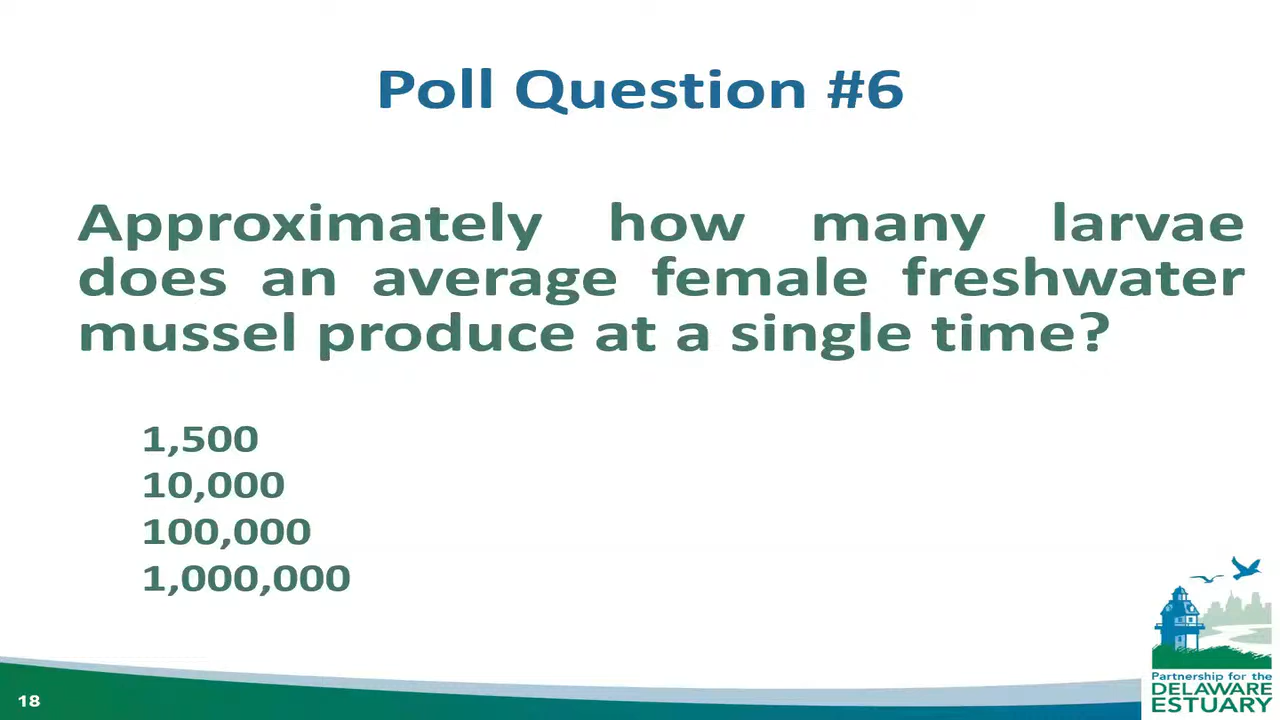 Poll Question #6
Approximately how many larvae
does an average female freshwater
mussel produce at a single time?
1,500
10,000
100,000
1,000,000
18
Partnership for the
DELAWARE
ESTUARY